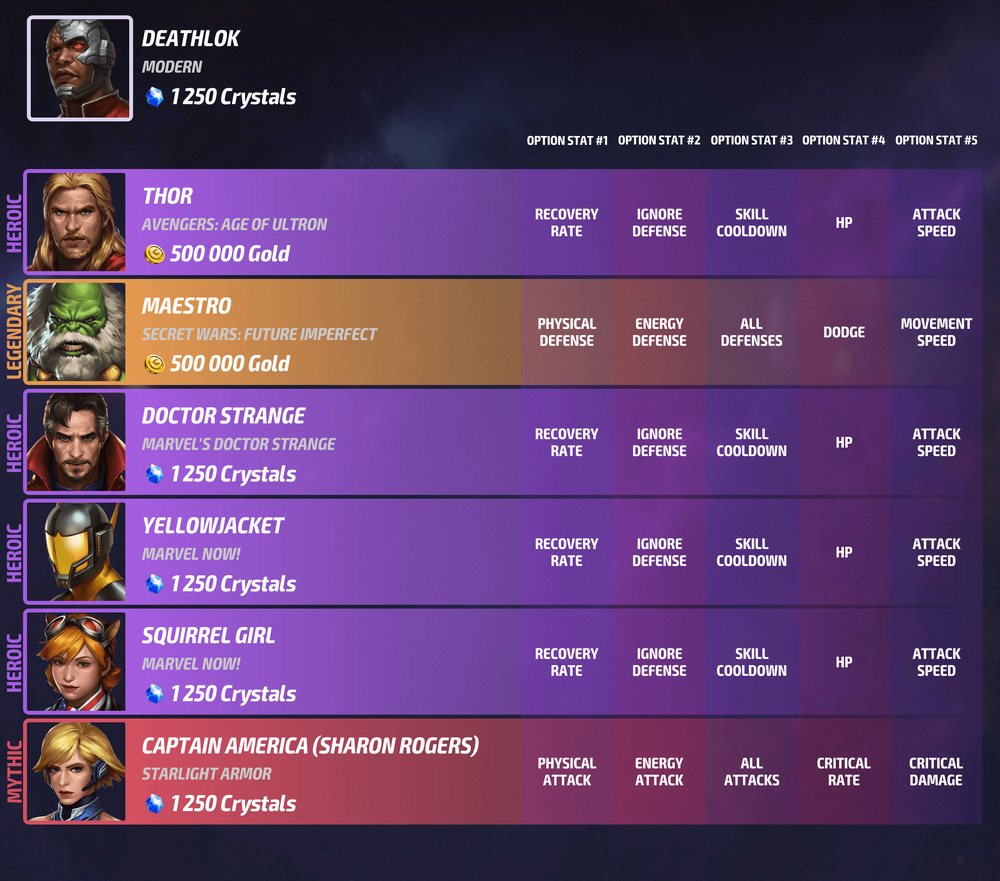 DEATHLOK
MODERN
1 250 Crystals
OPTION STAT #1 OPTION STAT #2 OPTION STAT #3 OPTION STAT #4 OPTION STAT #5
HEROIC
THOR
AVENGERS: AGE OF ULTRON
500 000 Gold
RECOVERY RATE
IGNORE DEFENSE
SKILL COOLDOWN
HP
ATTACK SPEED
LEGENDARY
MAESTRO
SECRET WARS: FUTURE IMPERFECT
500 000 Gold
PHYSICAL DEFENSE
ENERGY DEFENSE
ALL DEFENSES
DODGE
MOVEMENT SPEED
HEROIC
DOCTOR STRANGE
MARVEL'S DOCTOR STRANGE
1 250 Crystals
RECOVERY RATE
IGNORE DEFENSE
SKILL COOLDOWN
HP
ATTACK SPEED
HEROIC
YELLOWJACKET
MARVEL NOW!
1 250 Crystals
RECOVERY RATE
IGNORE DEFENSE
SKILL COOLDOWN
HP
ATTACK SPEED
HEROIC
SQUIRREL GIRL
MARVEL NOW!
1 250 Crystals
RECOVERY RATE
IGNORE DEFENSE
SKILL COOLDOWN
HP
ATTACK SPEED
MYTHIC
CAPTAIN AMERICA (SHARON ROGERS)
STARLIGHT ARMOR
1 250 Crystals
PHYSICAL ATTACK
ENERGY ATTACK
ALL ATTACKS
CRITICAL RATE
CRITICAL DAMAGE